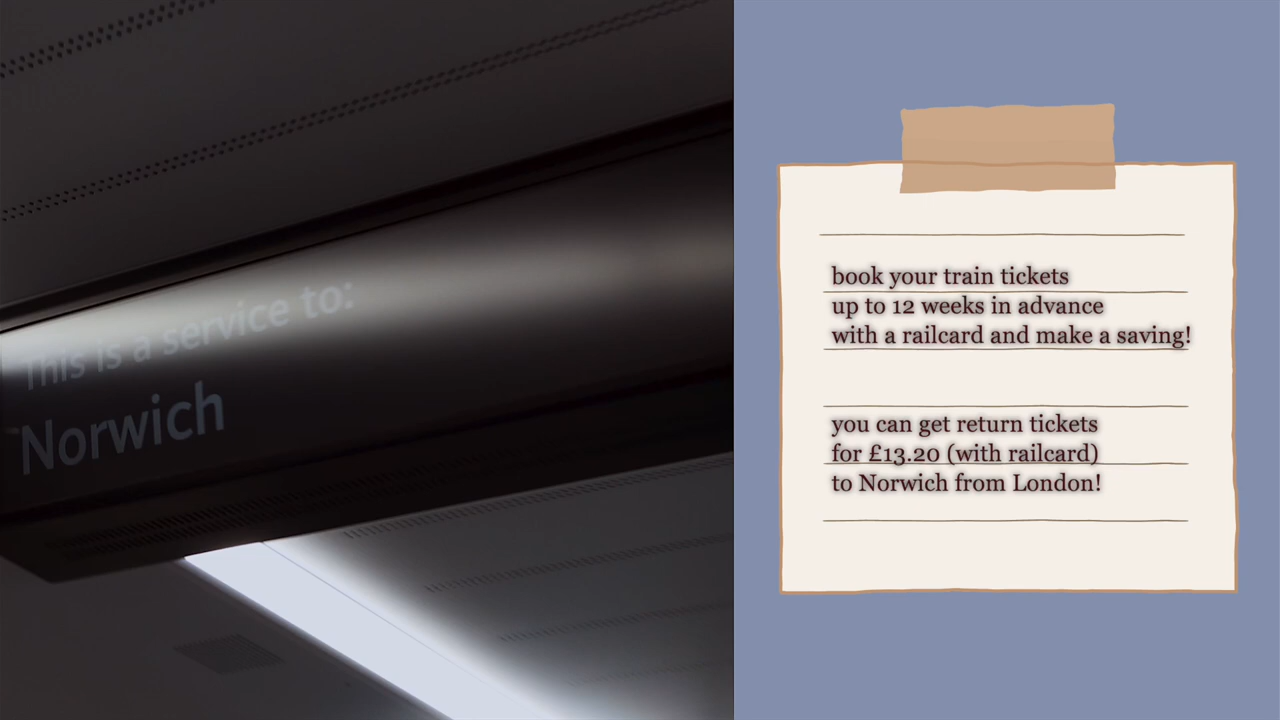 This is a service to:
Norwich
book your train tickets
up to 12 weeks in advance
with a railcard and make a saving!
you can get return tickets
for £13.20 (with railcard)
to Norwich from London!